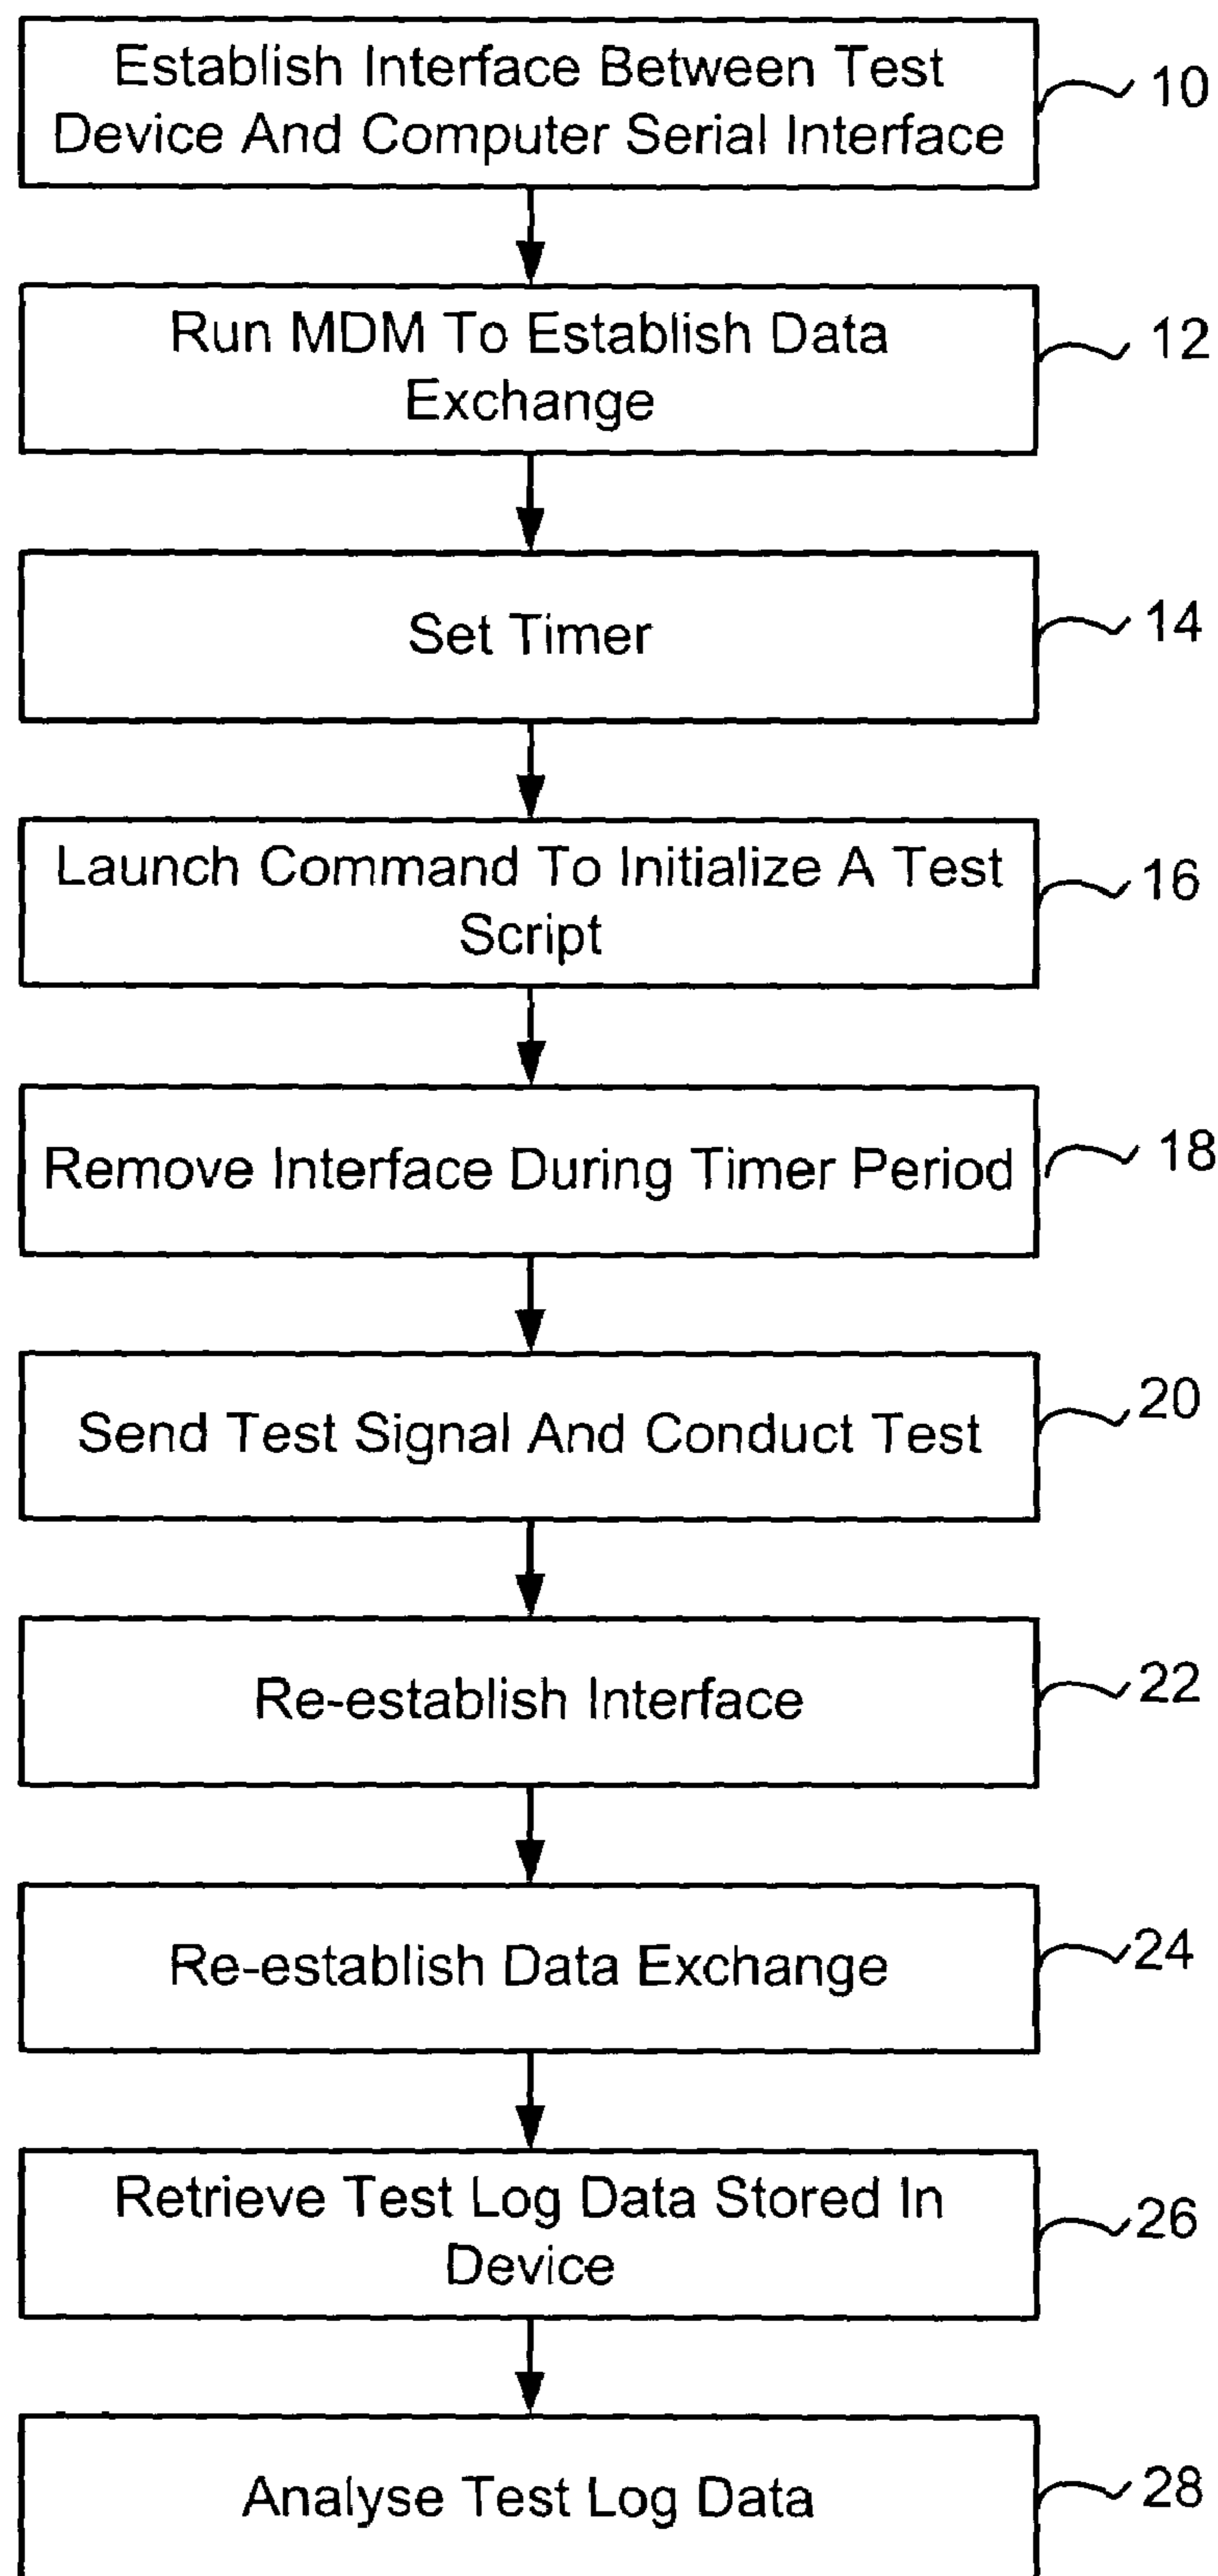 Establish Interface Between Test
Device And Computer Serial Interface
10
Run MDM To Establish Data
Exchange
12
Set Timer
14
Launch Command To Initialize A Test
Script
16
Remove Interface During Timer Period
18
Send Test Signal And Conduct Test
20
Re-establish Interface
22
Re-establish Data Exchange
24
Retrieve Test Log Data Stored In
Device
26
Analyse Test Log Data
28